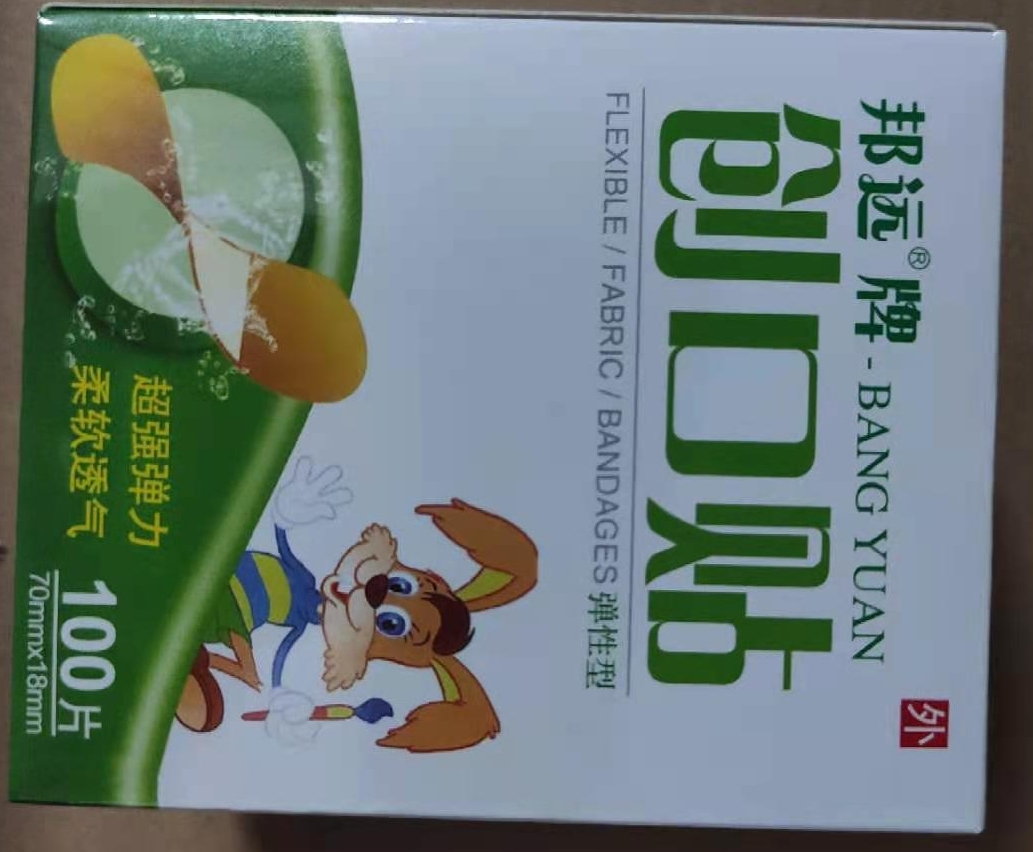 外
邦远®牌-BANG YUAN
创口贴
FLEXIBLE / FABRIC / BANDAGES 弹性型
超强弹力
柔软透气
100片
70mmx18mm